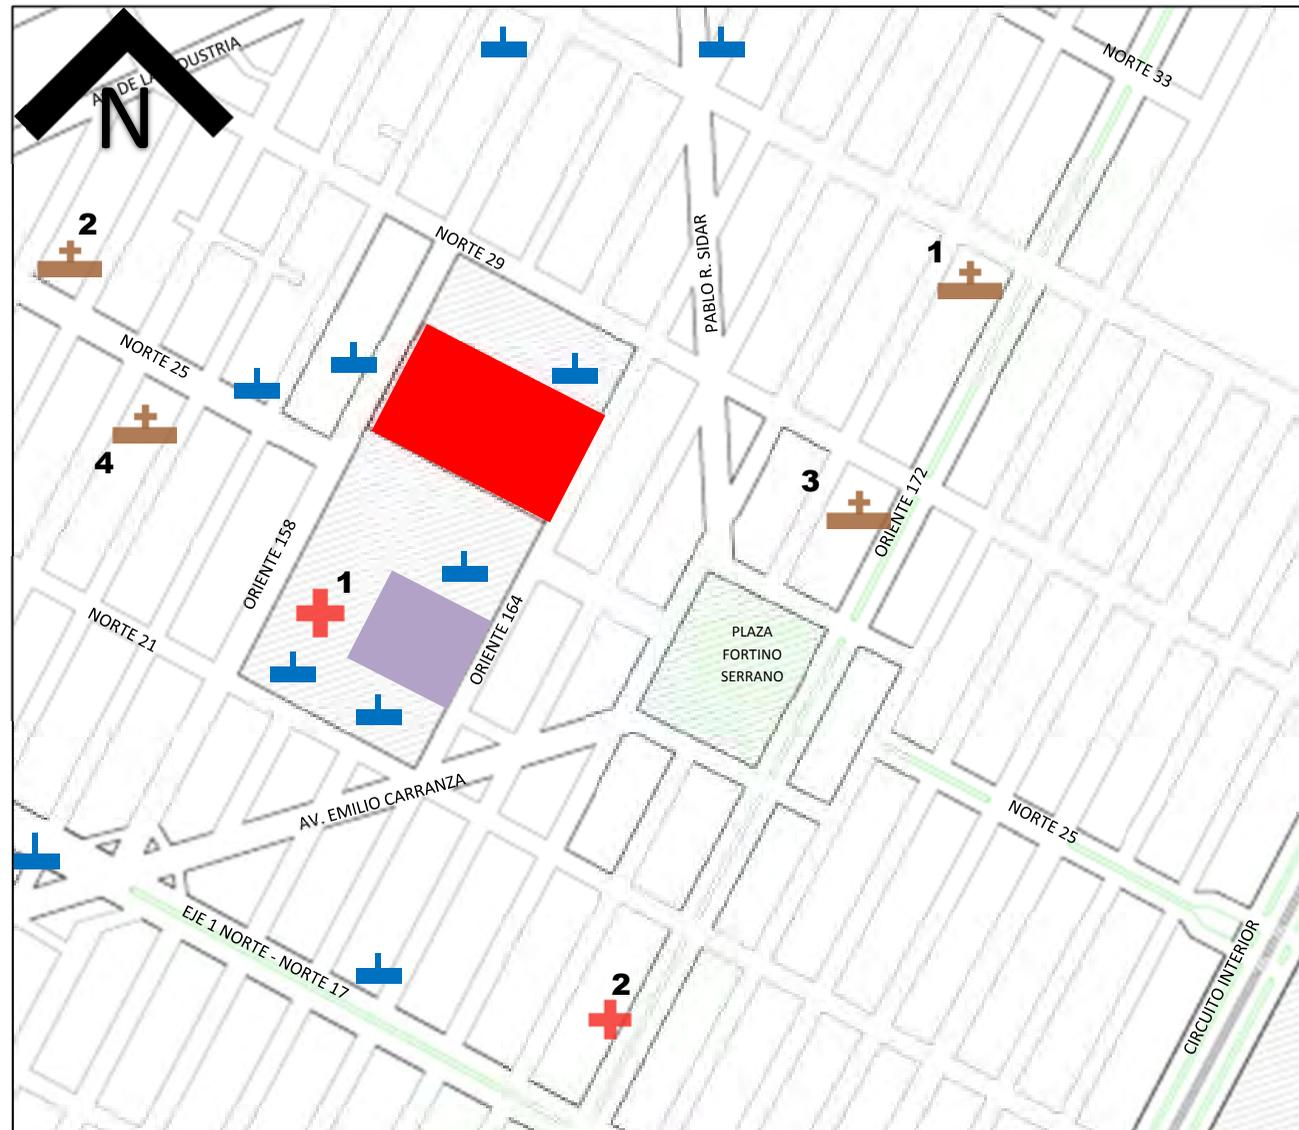 AV. DE LA INDUSTRIA
N
NORTE 33
2
NORTE 29
1
PABLO R. SIDAR
NORTE 25
4
3
ORIENTE 172
ORIENTE 158
1
NORTE 21
ORIENTE 164
PLAZA
FORTINO
SERRANO
AV. EMILIO CARRANZA
NORTE 25
EJE 1 NORTE - NORTE 17
2
CIRCUITO INTERIOR